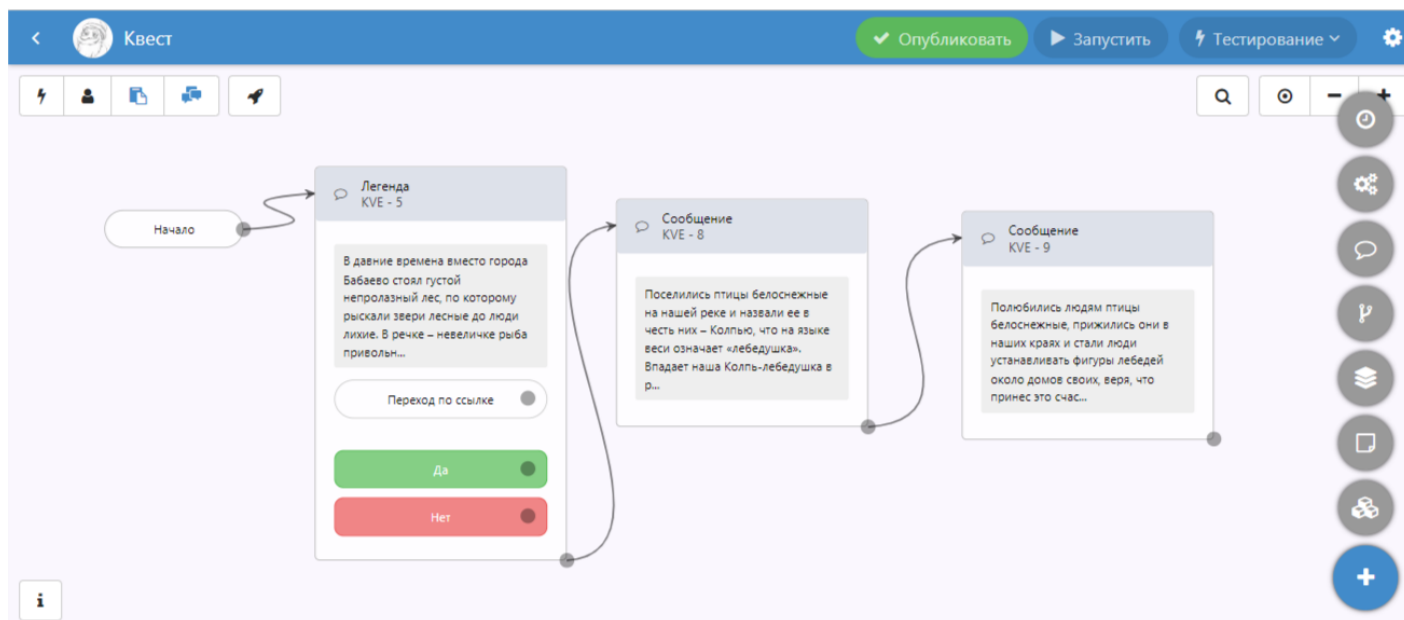 Квест
Опубликовать
Запустить
Тестирование
Начало
Легенда
KVE - 5
В давние времена вместо города
Бабаево стоял густой
непролазный лес, по которому
рыскали звери лесные до люди
лихие. В речке – невеличке рыба
привольн...
Переход по ссылке
Да
Нет
Сообщение
KVE - 8
Поселились птицы белоснежные
на нашей реке и назвали ее в
честь них – Колпью, что на языке
веси означает «лебедушка».
Впадает наша Колпь-лебедушка в
р...
Сообщение
KVE - 9
Полюбились людям птицы
белоснежные, прижились они в
наших краях и стали люди
устанавливать фигуры лебедей
около домов своих, веря, что
принес это счас...